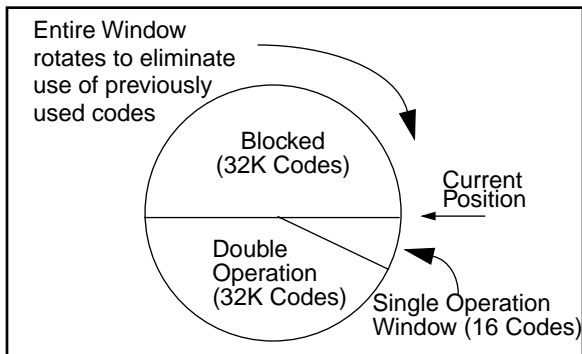 Entire Window
rotates to eliminate
use of previously
used codes
Blocked
(32K Codes)
Current
Position
Double
Operation
(32K Codes)
Single Operation
Window (16 Codes)